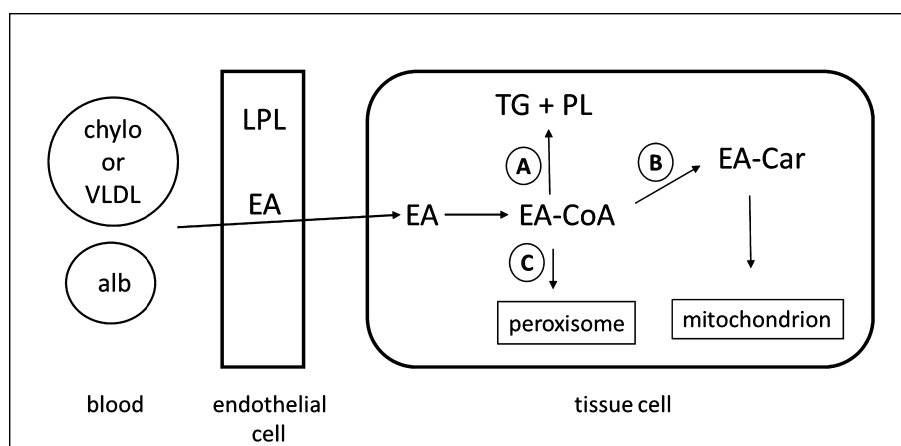 chylo
or
VLDL
alb
LPL
EA
EA
EA-CoA
TG + PL
A
B
C
EA-Car
peroxisome
mitochondrion
blood
endothelial
cell
tissue cell